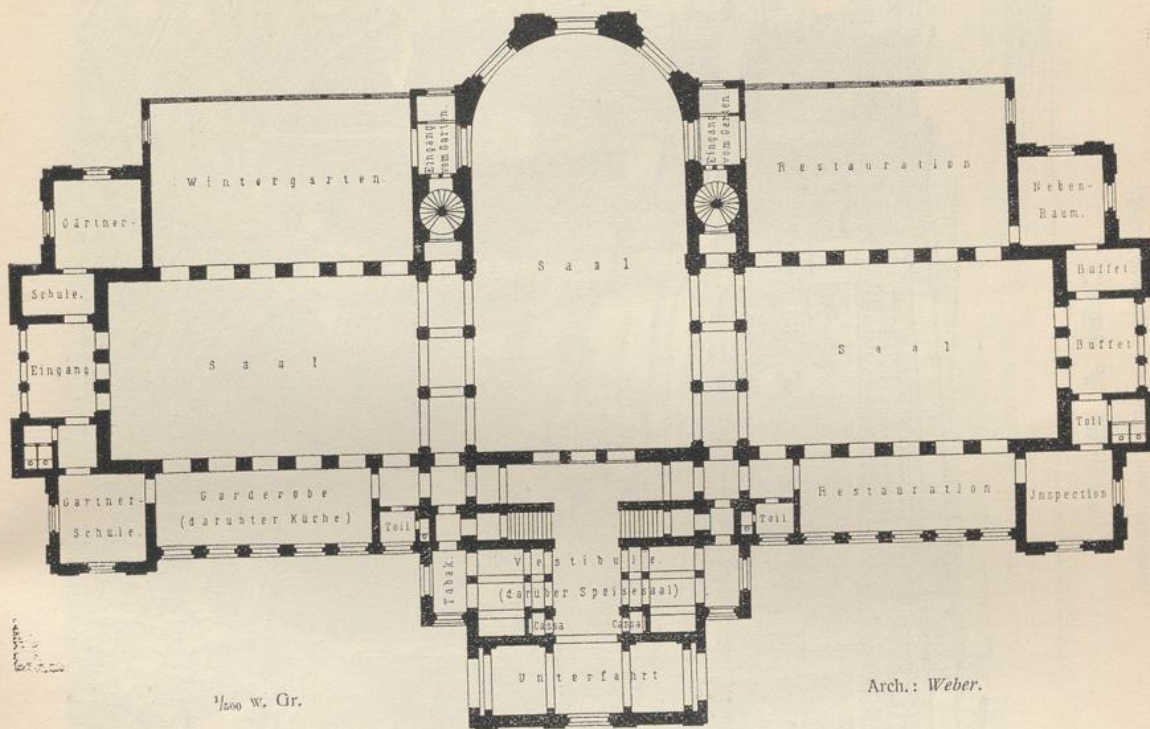 Eingang
vom Garten.
Eingang
vom Garten
Wintergarten.
Restauration
Neben-
Raum.
Gärtner-
Saal
Schule.
Buffet.
Saal
Saal
Eingang
Buffet
Toil
Garderobe
(darunter Küche)
Restauration
Inspection
Gärtner-
Schule.
Toil
Toil
Vestibulle.
(darüber Speisesaal)
Tabak
Cassa
Cassa
Unterfahrt
1/500 w. Gr.
Arch.: Weber.